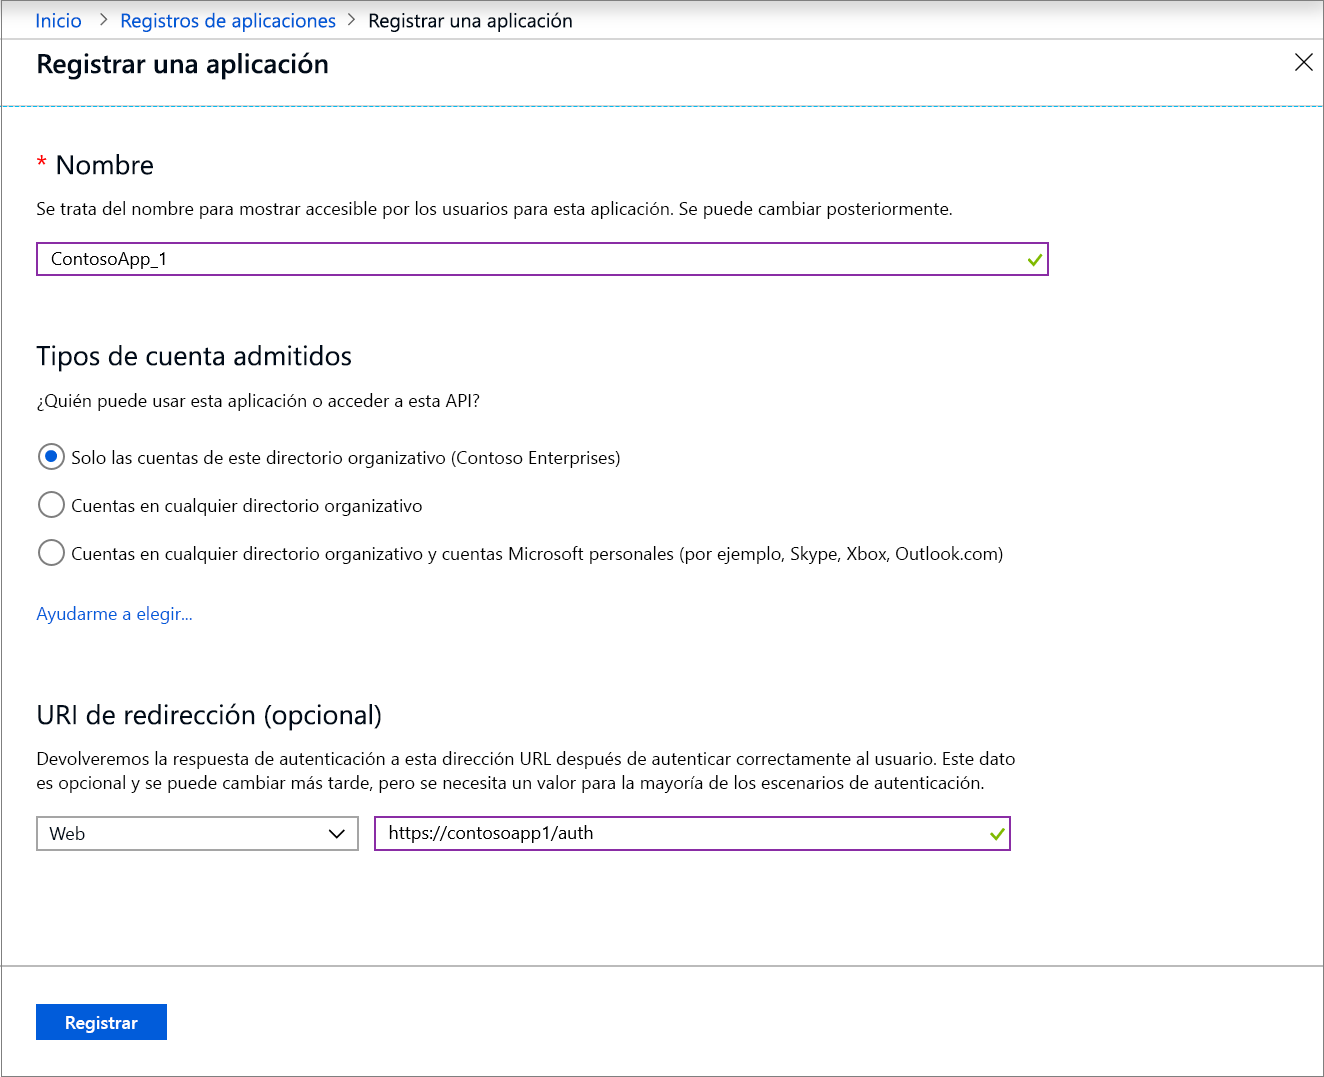 Inicio > Registros de aplicaciones > Registrar una aplicación
Registrar una aplicación
* Nombre
Se trata del nombre para mostrar accesible por los usuarios para esta aplicación. Se puede cambiar posteriormente.
ContosoApp_1
Tipos de cuenta admitidos
¿Quién puede usar esta aplicación o acceder a esta API?
Solo las cuentas de este directorio organizativo (Contoso Enterprises)
Cuentas en cualquier directorio organizativo
Cuentas en cualquier directorio organizativo y cuentas Microsoft personales (por ejemplo, Skype, Xbox, Outlook.com)
Ayudarme a elegir...
URI de redirección (opcional)
Devolveremos la respuesta de autenticación a esta dirección URL después de autenticar correctamente al usuario. Este dato
es opcional y se puede cambiar más tarde, pero se necesita un valor para la mayoría de los escenarios de autenticación.
Web https://contosoapp1/auth
Registrar